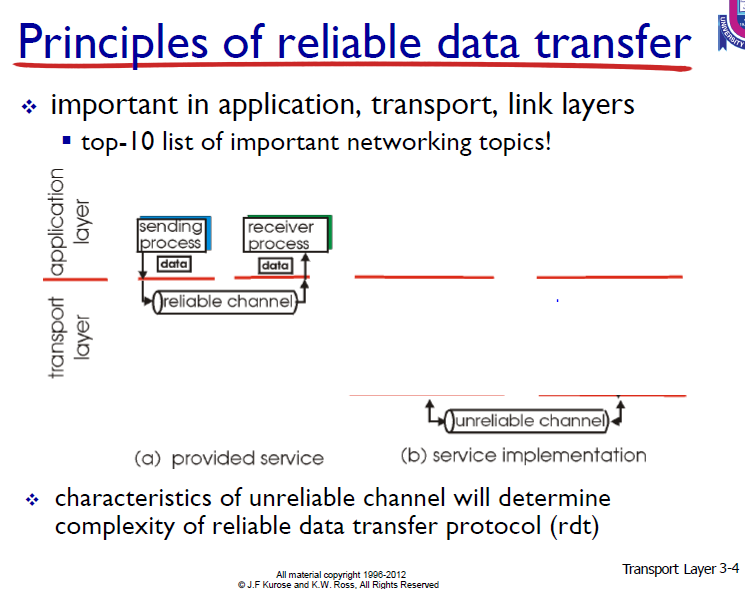 Principles of reliable data transfer
important in application, transport, link layers
top-10 list of important networking topics!
application
layer
sending
process
receiver
process
data
data
reliable channel
transport
layer
unreliable channel
(a) provided service
(b) service implementation
characteristics of unreliable channel will determine
complexity of reliable data transfer protocol (rdt)
All material copyright 1996-2012
© J.F Kurose and K.W. Ross, All Rights Reserved
Transport Layer 3-4